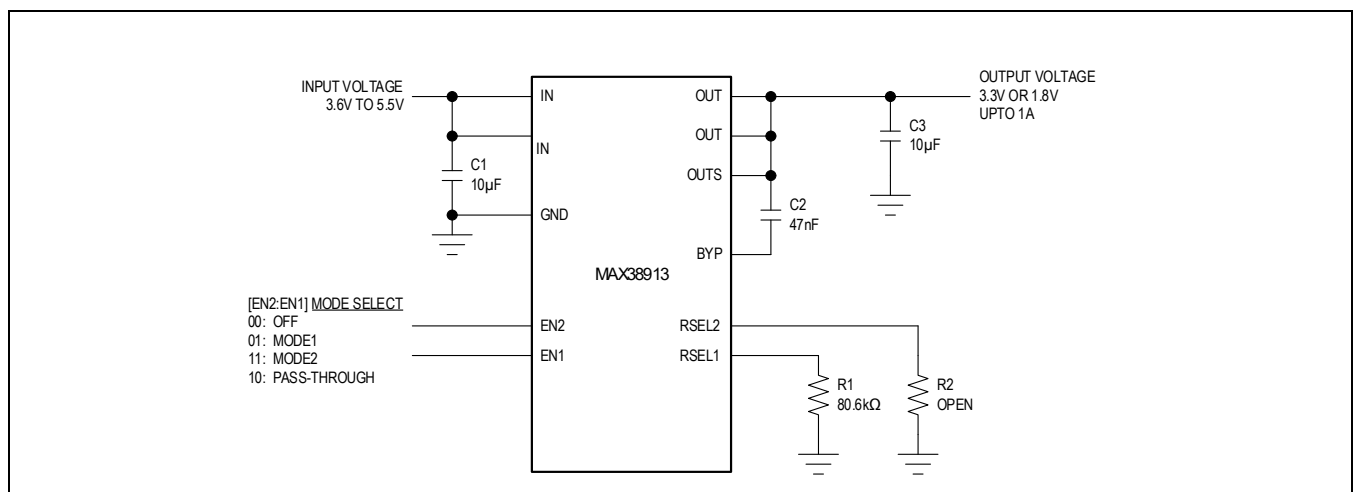 INPUT VOLTAGE
3.6V TO 5.5V
IN
IN
C1
10µF
GND
MAX38913
[EN2:EN1] MODE SELECT
00: OFF
01: MODE1
11: MODE2
10: PASS-THROUGH
EN2
EN1
OUT
OUT
OUTS
BYP
RSEL2
RSEL1
C2
47nF
C3
10µF
OUTPUT VOLTAGE
3.3V OR 1.8V
UPTO 1A
R1
80.6kΩ
R2
OPEN